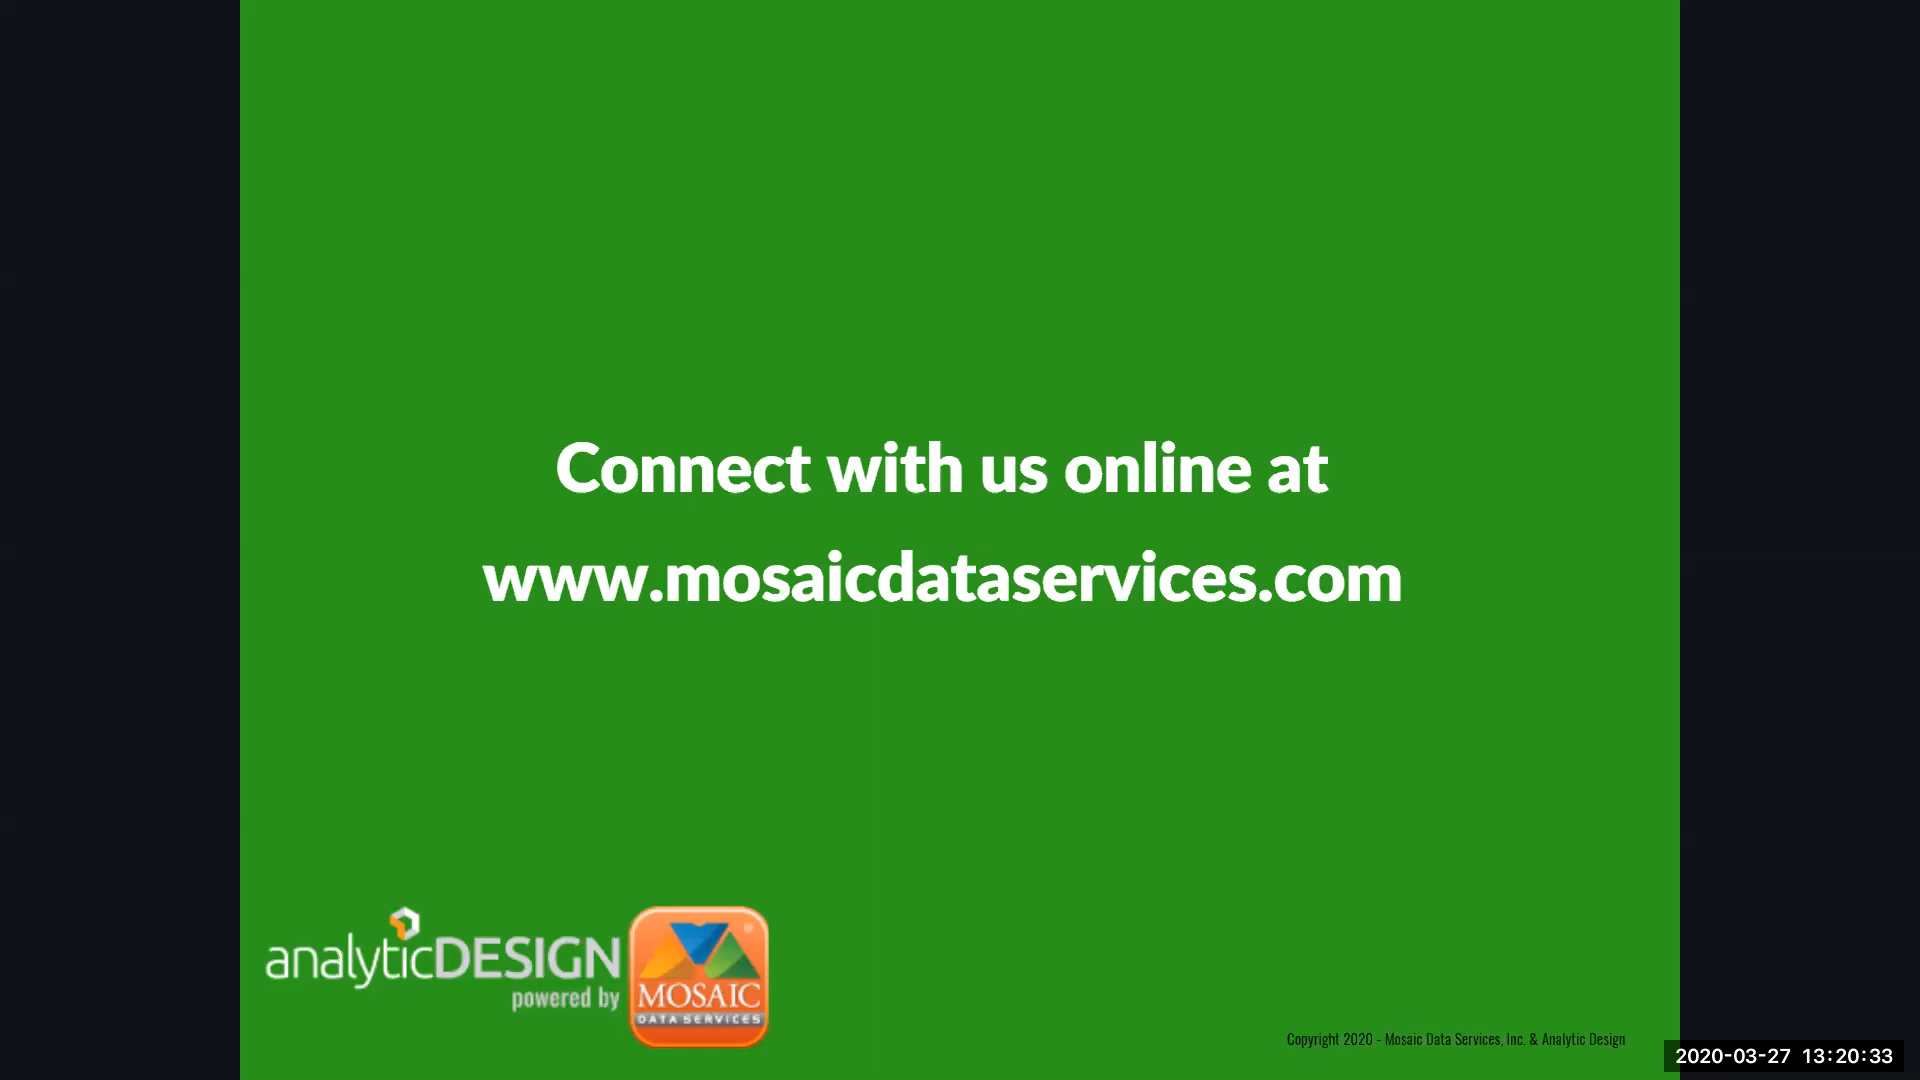 Connect with us online at
www.mosaicdataservices.com
analyticDESIGN
powered by
MOSAIC
DATA SERVICES
Copyright 2020 - Mosaic Data Services, Inc. & Analytic Design
2020-03-27 13:20:33